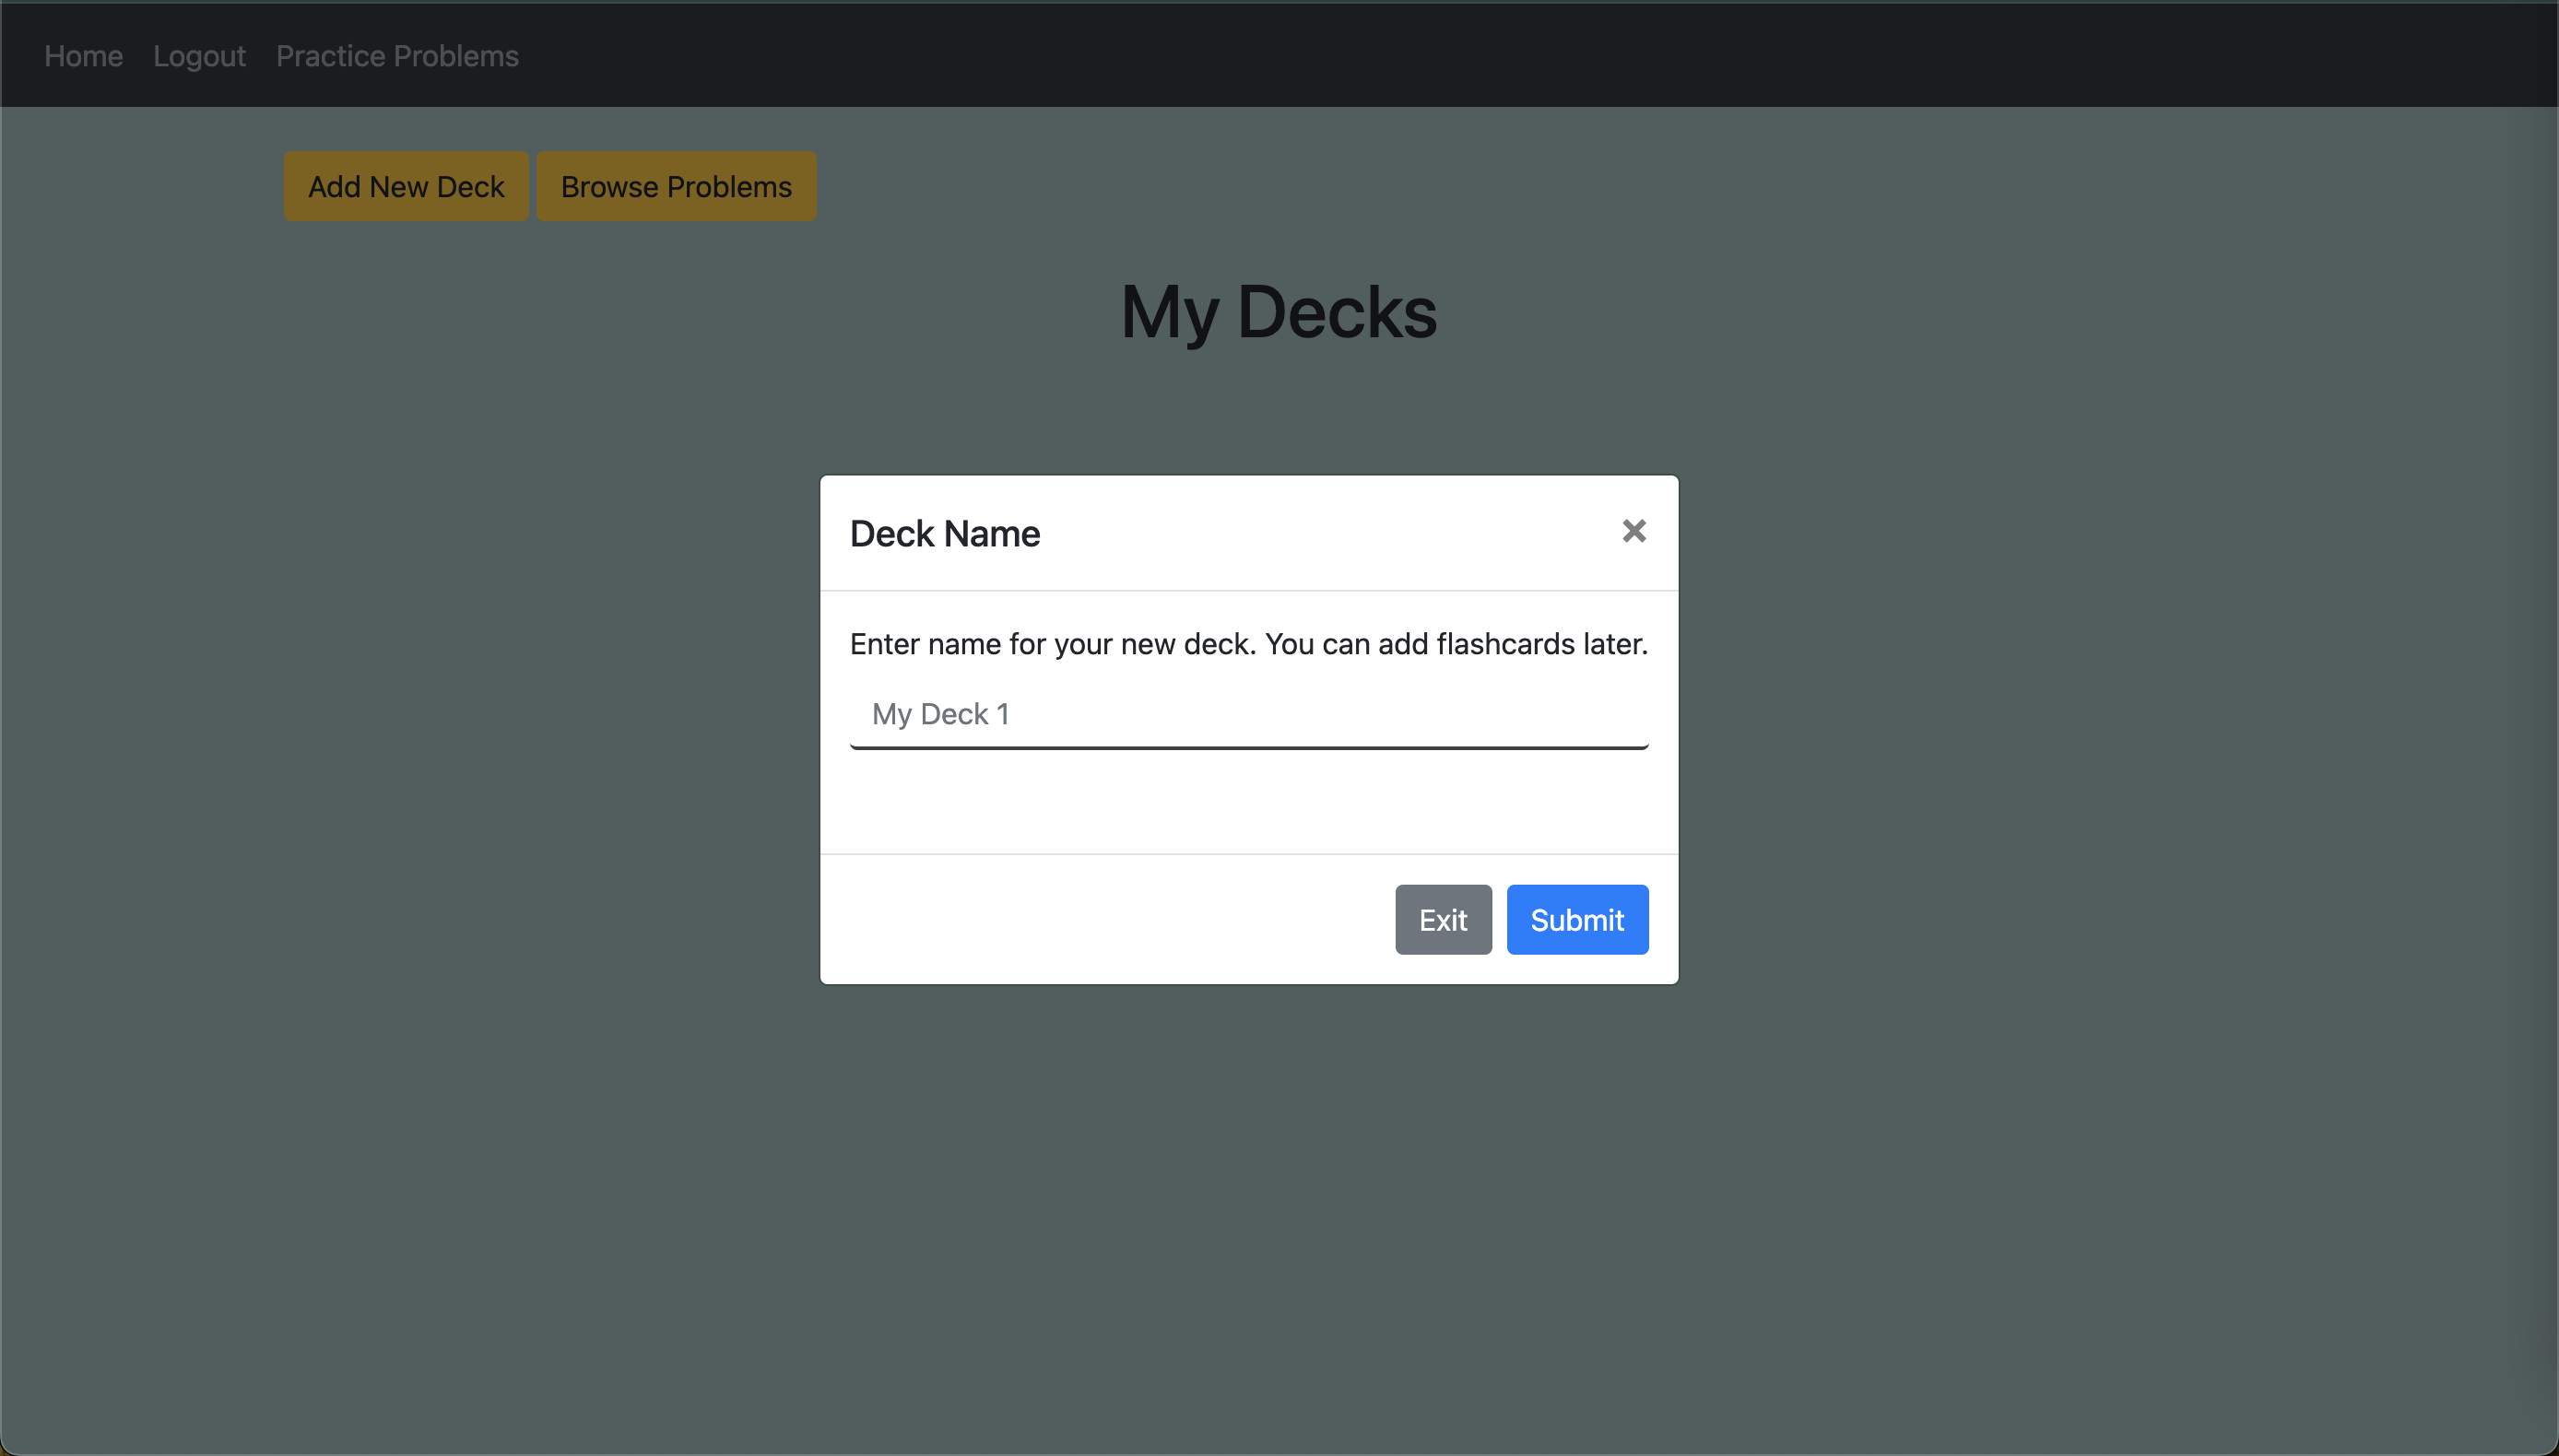 Home Logout Practice Problems
Add New Deck Browse Problems
My Decks
Deck Name ×
Enter name for your new deck. You can add flashcards later.
My Deck 1
Exit Submit